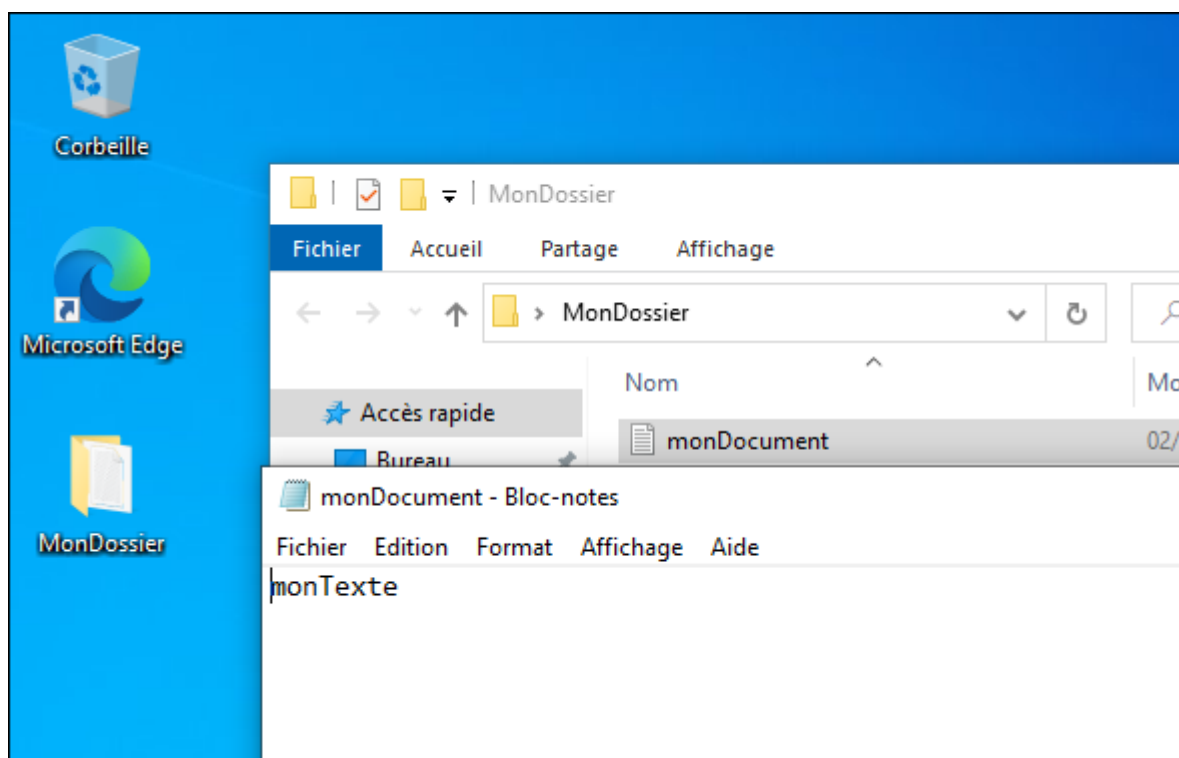 Corbeille
Microsoft Edge
MonDossier
MonDossier
Fichier Accueil Partage Affichage
MonDossier
Nom
Accès rapide
monDocument 02/
Bureau
monDocument - Bloc-notes
Fichier Edition Format Affichage Aide
monTexte